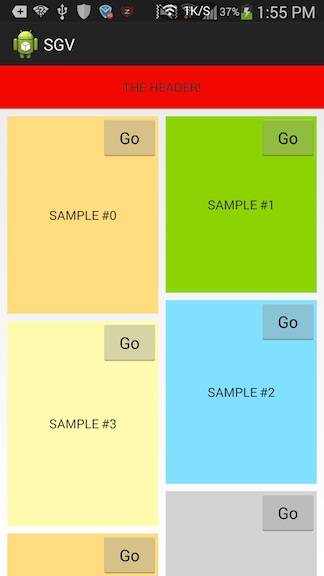 1K/S 37% 1:55 PM
SGV
THE HEADER!
Go
SAMPLE #0
Go
SAMPLE #1
Go
SAMPLE #3
Go
SAMPLE #2
Go
Go